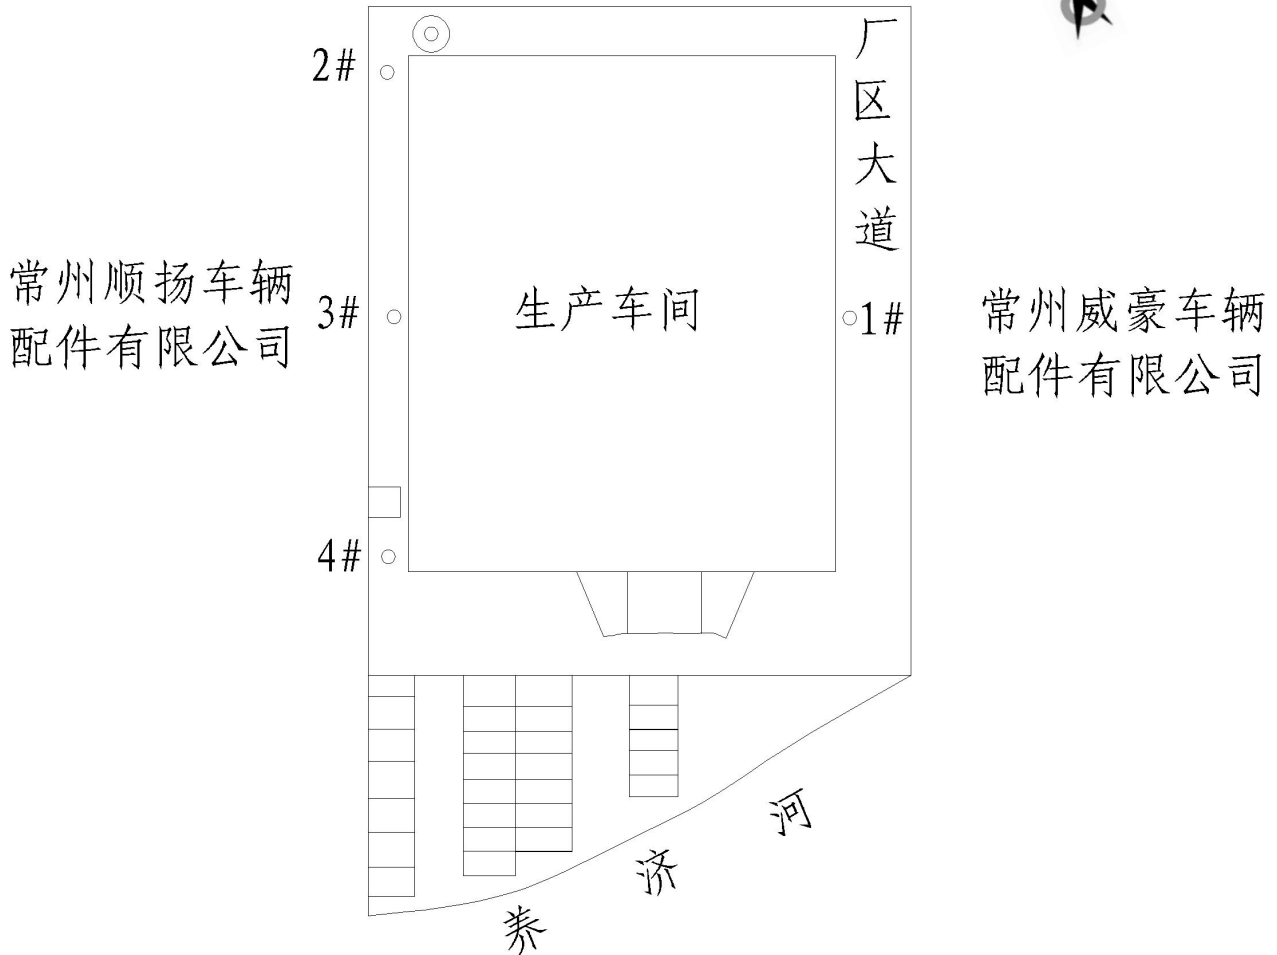 厂区大道
2#
常州顺扬车辆
配件有限公司
3#
生产车间
1#
常州威豪车辆
配件有限公司
4#
养济河